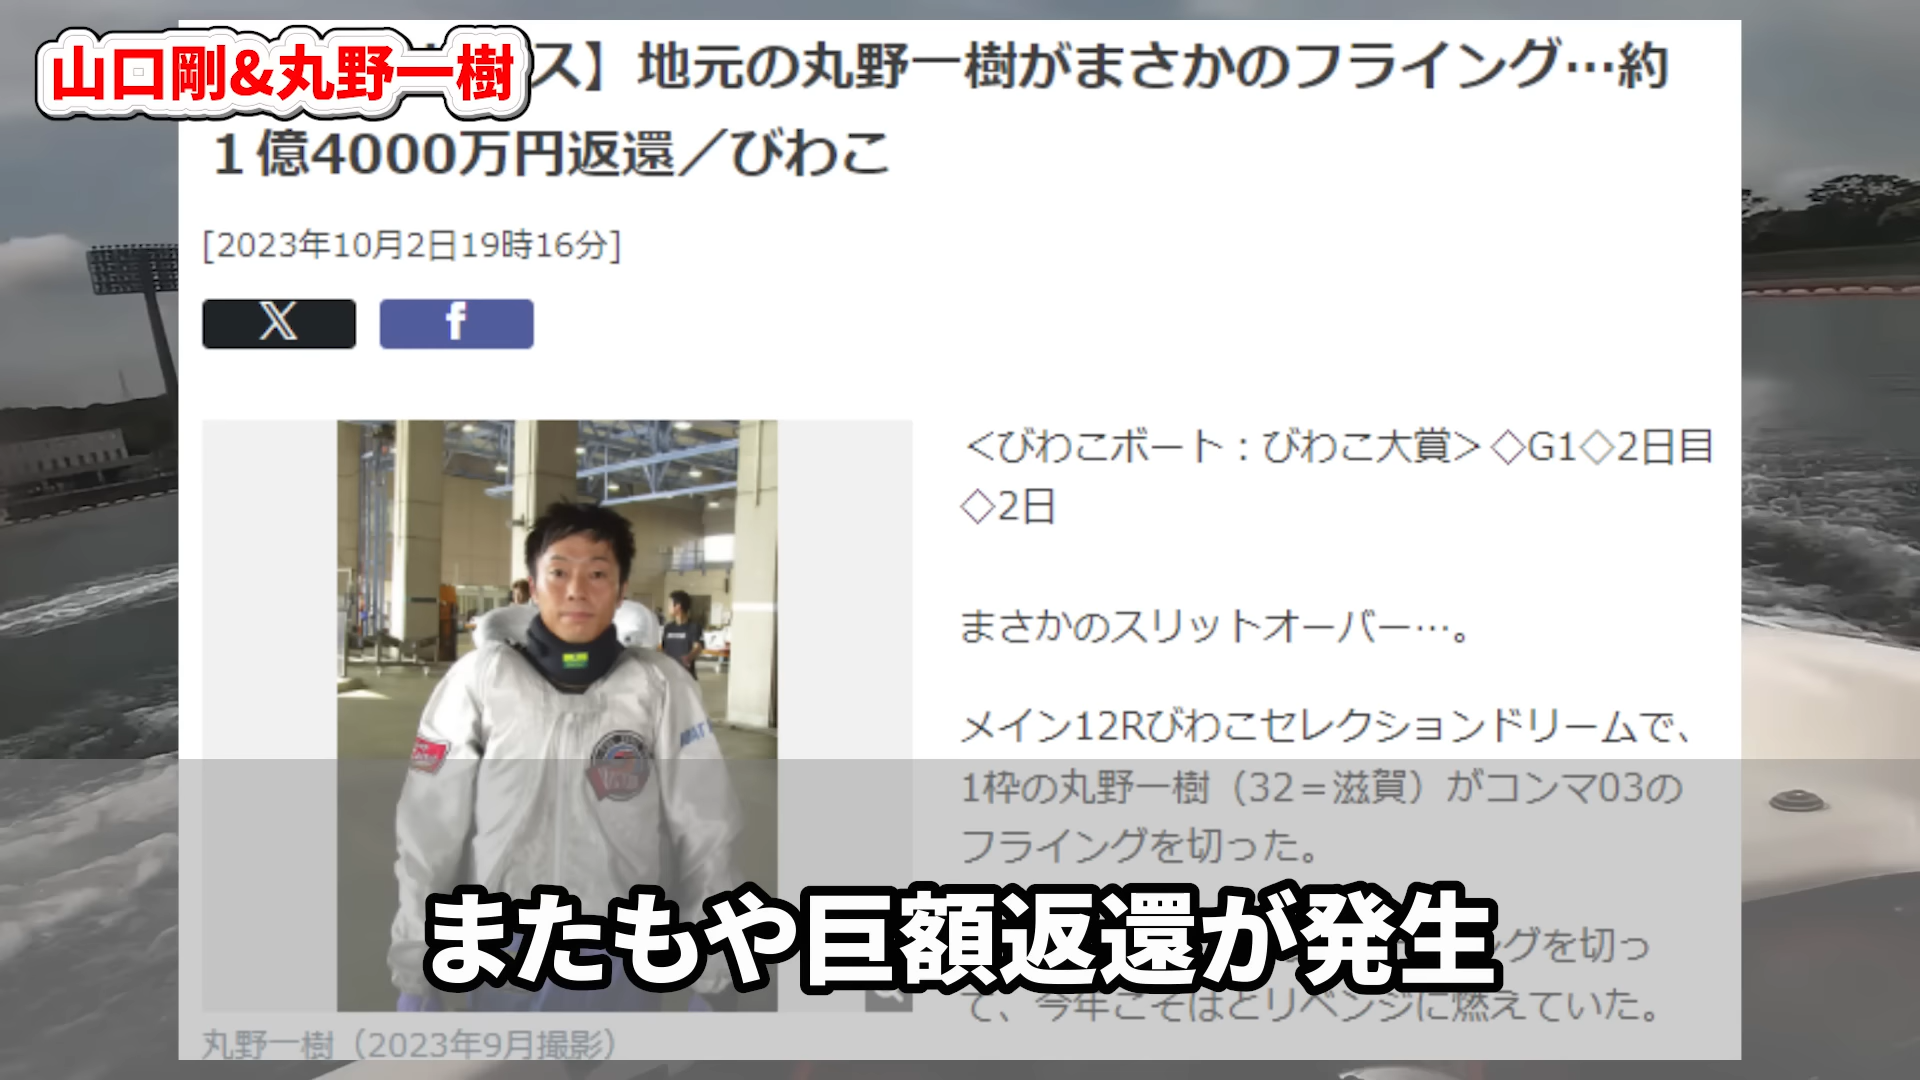 山口剛&丸野一樹
ス】地元の丸野一樹がまさかのフライング…約
１億4000万円返還／びわこ
[2023年10月2日19時16分]
X
f
＜びわこボート：びわこ大賞＞◇G1◇2日目
◇2日
まさかのスリットオーバー…。
メイン12Rびわこセレクションドリームで、
1枠の丸野一樹（32＝滋賀）がコンマ03の
フライングを切った。
またもや巨額返還が発生
グを切っ
て、今年こそはとリベンジに燃えていた。
丸野一樹（2023年9月撮影）